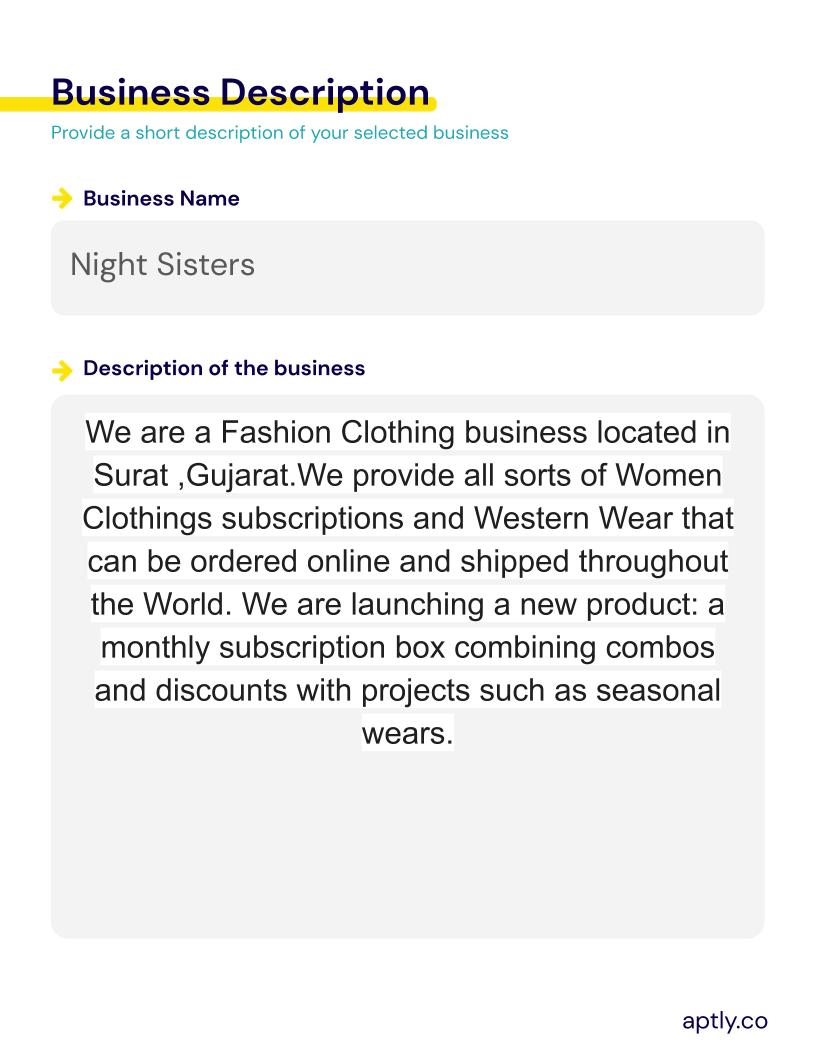 Business Description
Provide a short description of your selected business
Business Name
Night Sisters
Description of the business
We are a Fashion Clothing business located in
Surat ,Gujarat.We provide all sorts of Women
Clothings subscriptions and Western Wear that
can be ordered online and shipped throughout
the World. We are launching a new product: a
monthly subscription box combining combos
and discounts with projects such as seasonal
wears.
aptly.co